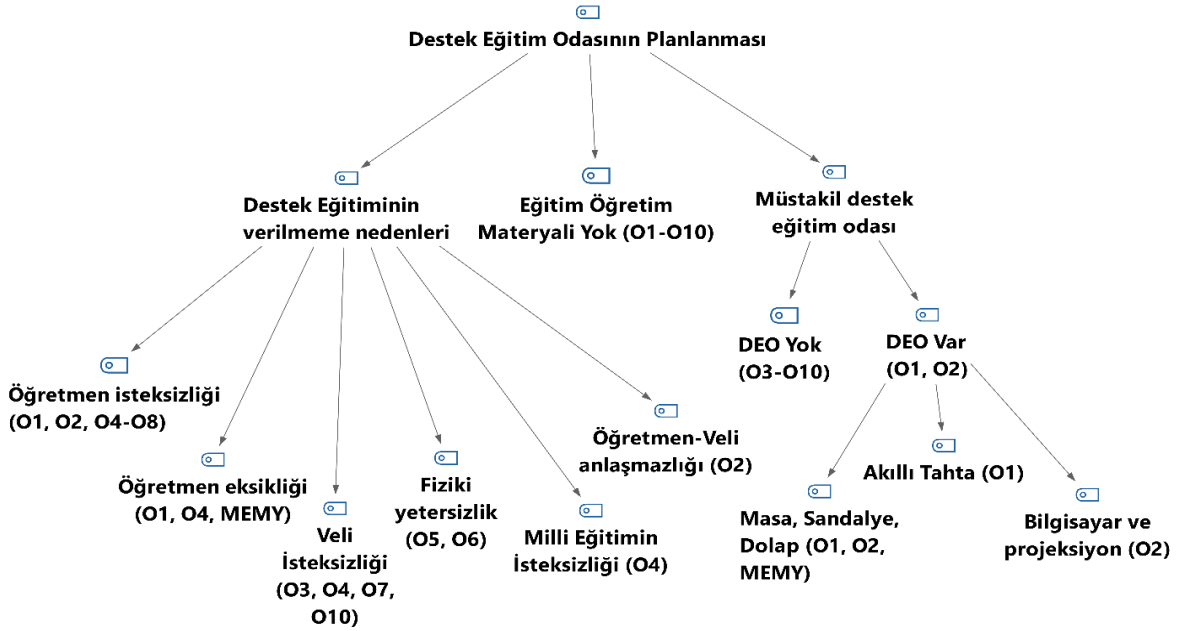 Destek Eğitim Odasının Planlanması
Destek Eğitiminin
verilmeme nedenleri
Eğitim Öğretim
Materyali Yok (O1-O10)
Müstakil destek
eğitim odası
DEO Yok
(O3-O10)
DEO Var
(O1, O2)
Öğretmen isteksizliği
(O1, O2, O4-O8)
Öğretmen eksikliği
(O1, O4, MEMY)
Veli
İsteksizliği
(O3, O4, O7,
O10)
Fiziki
yetersizlik
(O5, O6)
Milli Eğitimin
İsteksizliği (O4)
Öğretmen-Veli
anlaşmazlığı (O2)
Masa, Sandalye,
Dolap (O1, O2,
MEMY)
Akıllı Tahta (O1)
Bilgisayar ve
projeksiyon (O2)